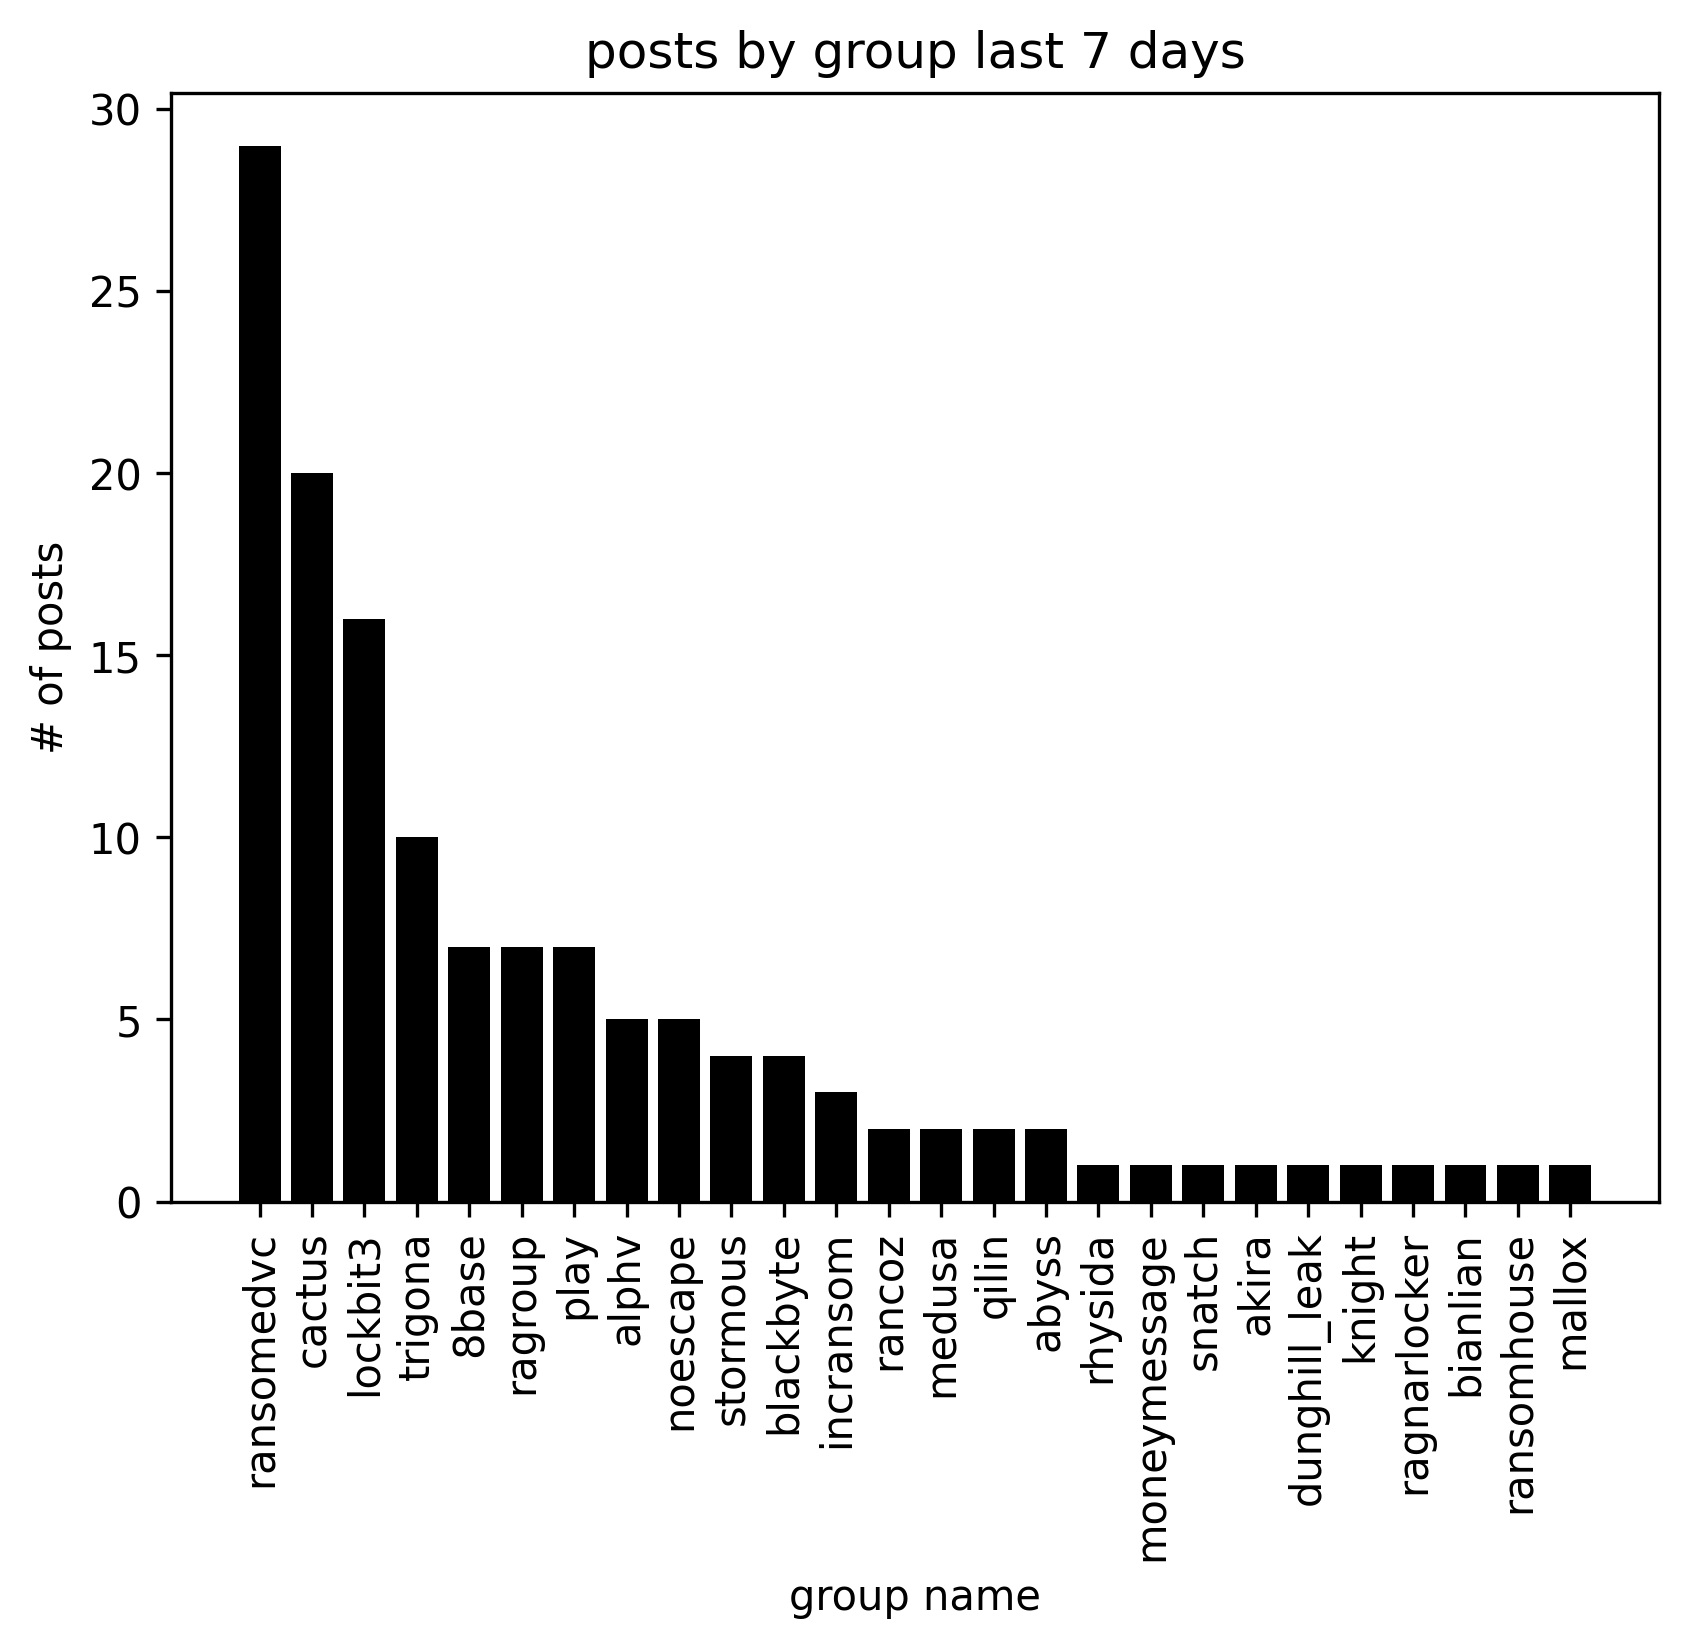 posts by group last 7 days
30
25
20
15
10
5
0
# of posts
ransomedvc
cactus
lockbit3
trigona
8base
ragroup
play
alphv
noescape
stormous
blackbyte
incransom
rancoz
medusa
qilin
abyss
rhysida
moneymessage
snatch
akira
dunghill_leak
knight
ragnarlocker
bianlian
ransomhouse
mallox
group name